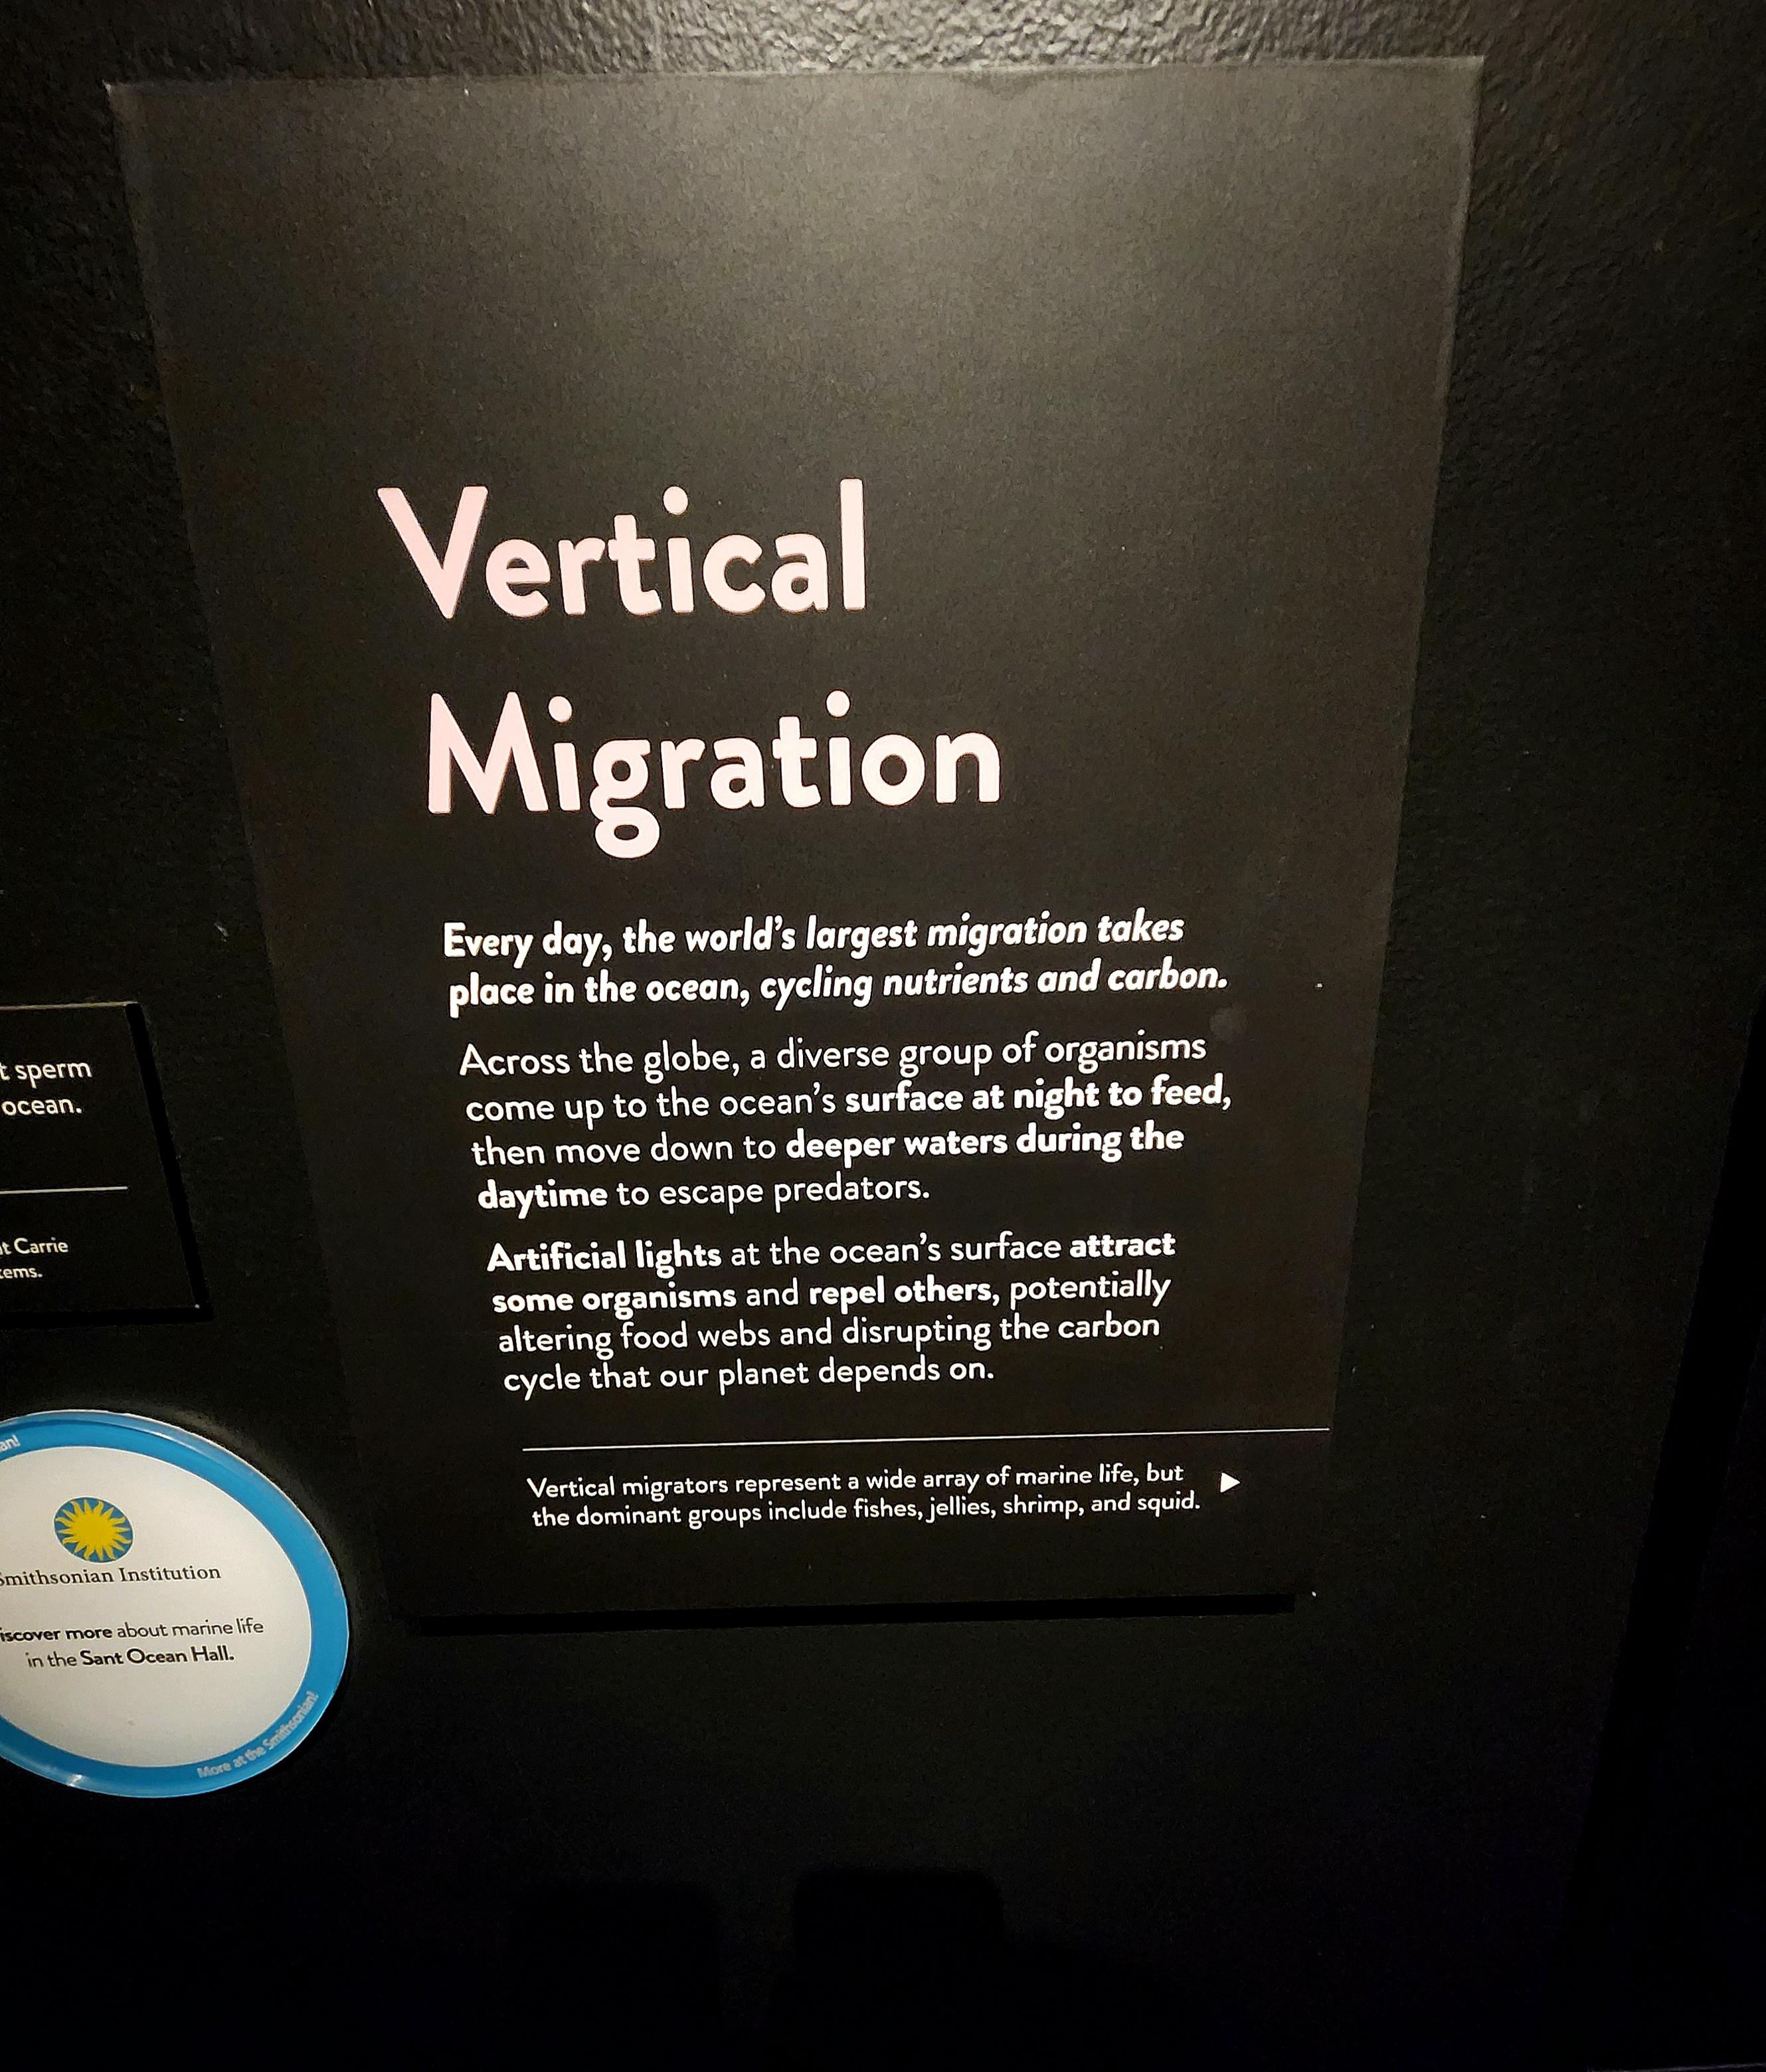 Vertical
Migration
Every day, the world's largest migration takes
place in the ocean, cycling nutrients and carbon.
Across the globe, a diverse group of organisms
come up to the ocean's surface at night to feed,
then move down to deeper waters during the
daytime to escape predators.
Artificial lights at the ocean's surface attract
some organisms and repel others, potentially
altering food webs and disrupting the carbon
cycle that our planet depends on.
Vertical migrators represent a wide array of marine life, but
the dominant groups include fishes, jellies, shrimp, and squid.
sperm
ocean.
Carrie
Smithsonian Institution
more about marine life
in the Sant Ocean Hall.
More at the Smithsonian!